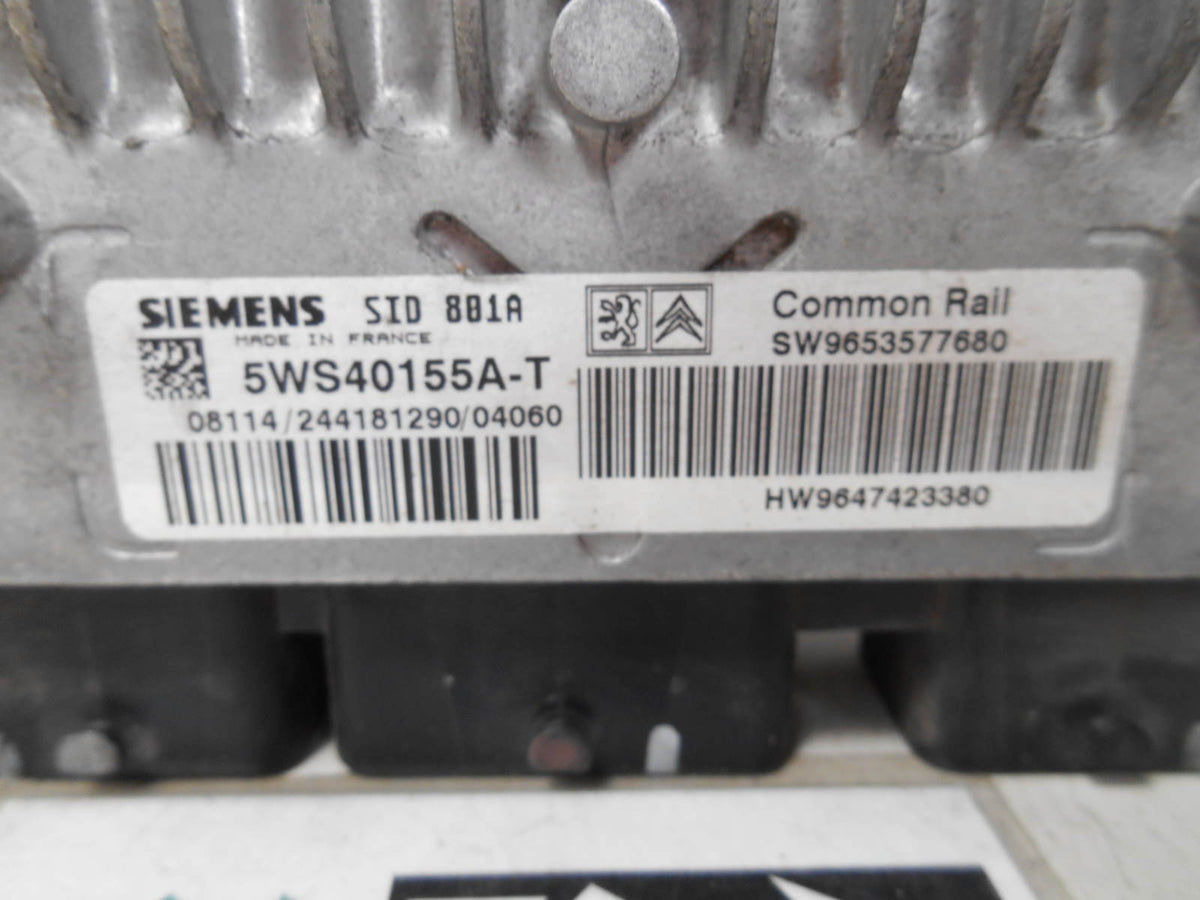 SIEMENS SID 801A
MADE IN FRANCE
5WS40155A-T
08114/244181290/04060
Common Rail
SW9653577680
HW9647423380